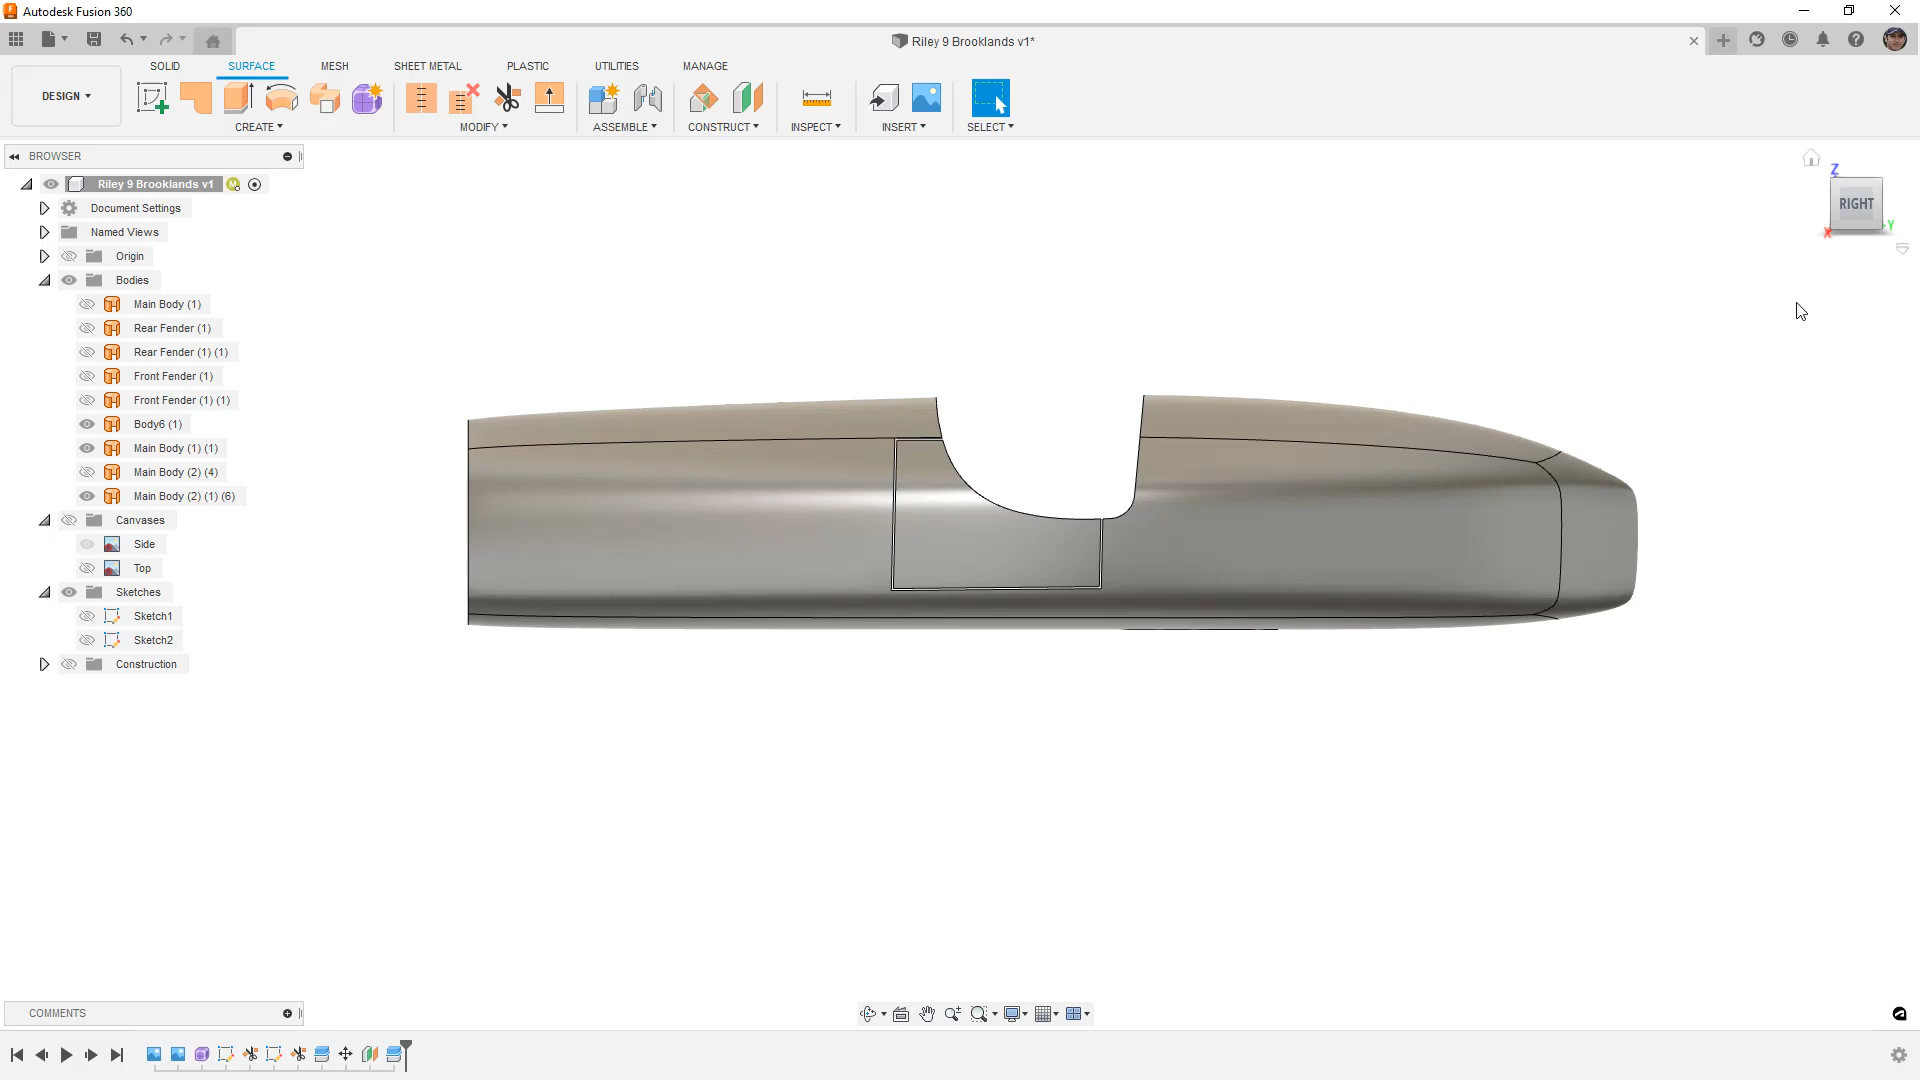 Autodesk Fusion 360
Riley 9 Brooklands v1*
SOLID SURFACE MESH SHEET METAL PLASTIC UTILITIES MANAGE
DESIGN
CREATE MODIFY ASSEMBLE CONSTRUCT INSPECT INSERT SELECT
BROWSER
Riley 9 Brooklands v1
Document Settings
Named Views
Origin
Bodies
Main Body (1)
Rear Fender (1)
Rear Fender (1) (1)
Front Fender (1)
Front Fender (1) (1)
Body6 (1)
Main Body (1) (1)
Main Body (2) (4)
Main Body (2) (1) (6)
Canvases
Side
Top
Sketches
Sketch1
Sketch2
Construction
Z
RIGHT
X
Y
COMMENTS